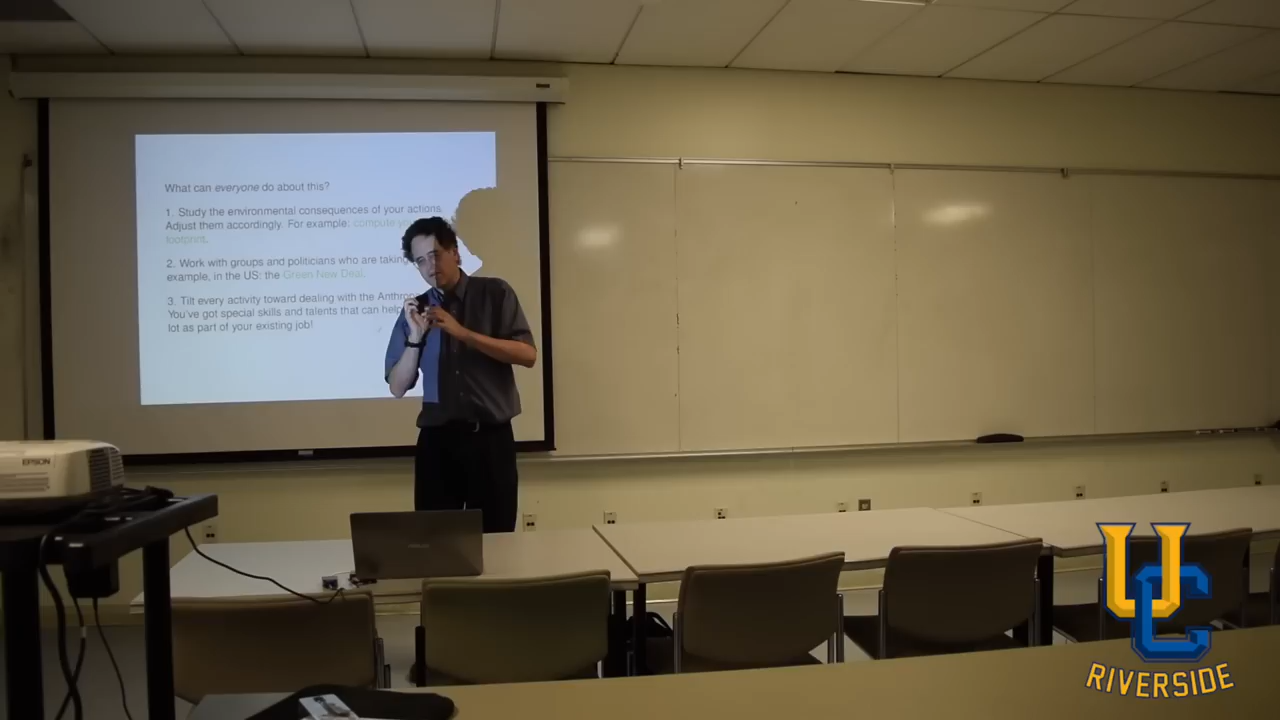 What can everyone do about this?
1. Study the environmental consequences of your actions.
Adjust them accordingly. For example: compute
footprint.
2. Work with groups and politicians who are taking
example, in the US: the Green New Deal.
3. Tilt every activity toward dealing with the
You've got special skills and talents that can help
lot as part of your existing job!
EPSON
UC
RIVERSIDE